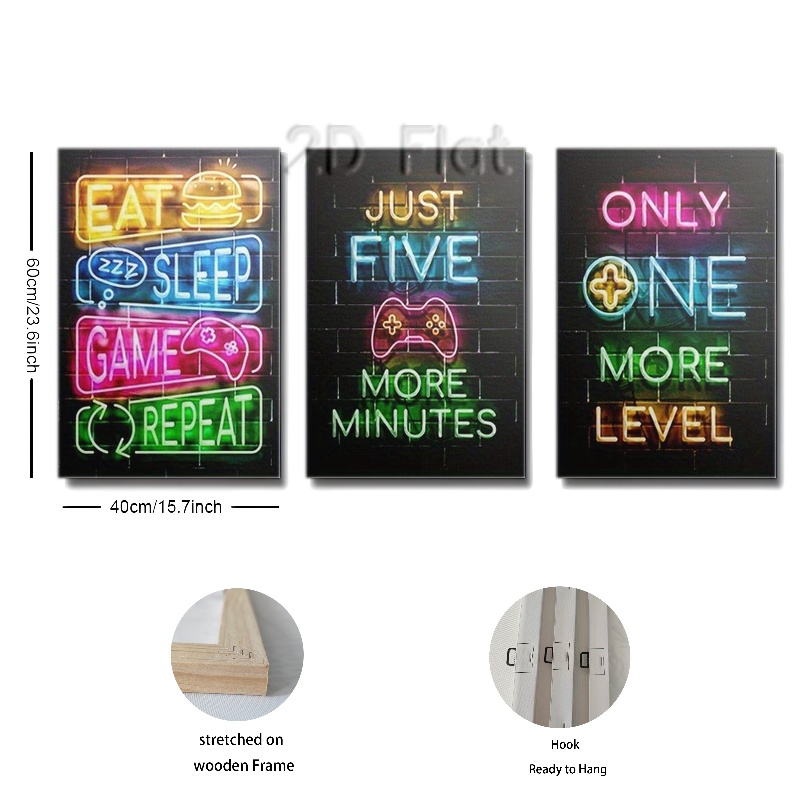 2D Flat
EAT
zzz
SLEEP
GAME
REPEAT
JUST
FIVE
MORE
MINUTES
ONLY
ONE
MORE
LEVEL
60cm/23.6inch
40cm/15.7inch
stretched on
wooden Frame
Hook
Ready to Hang